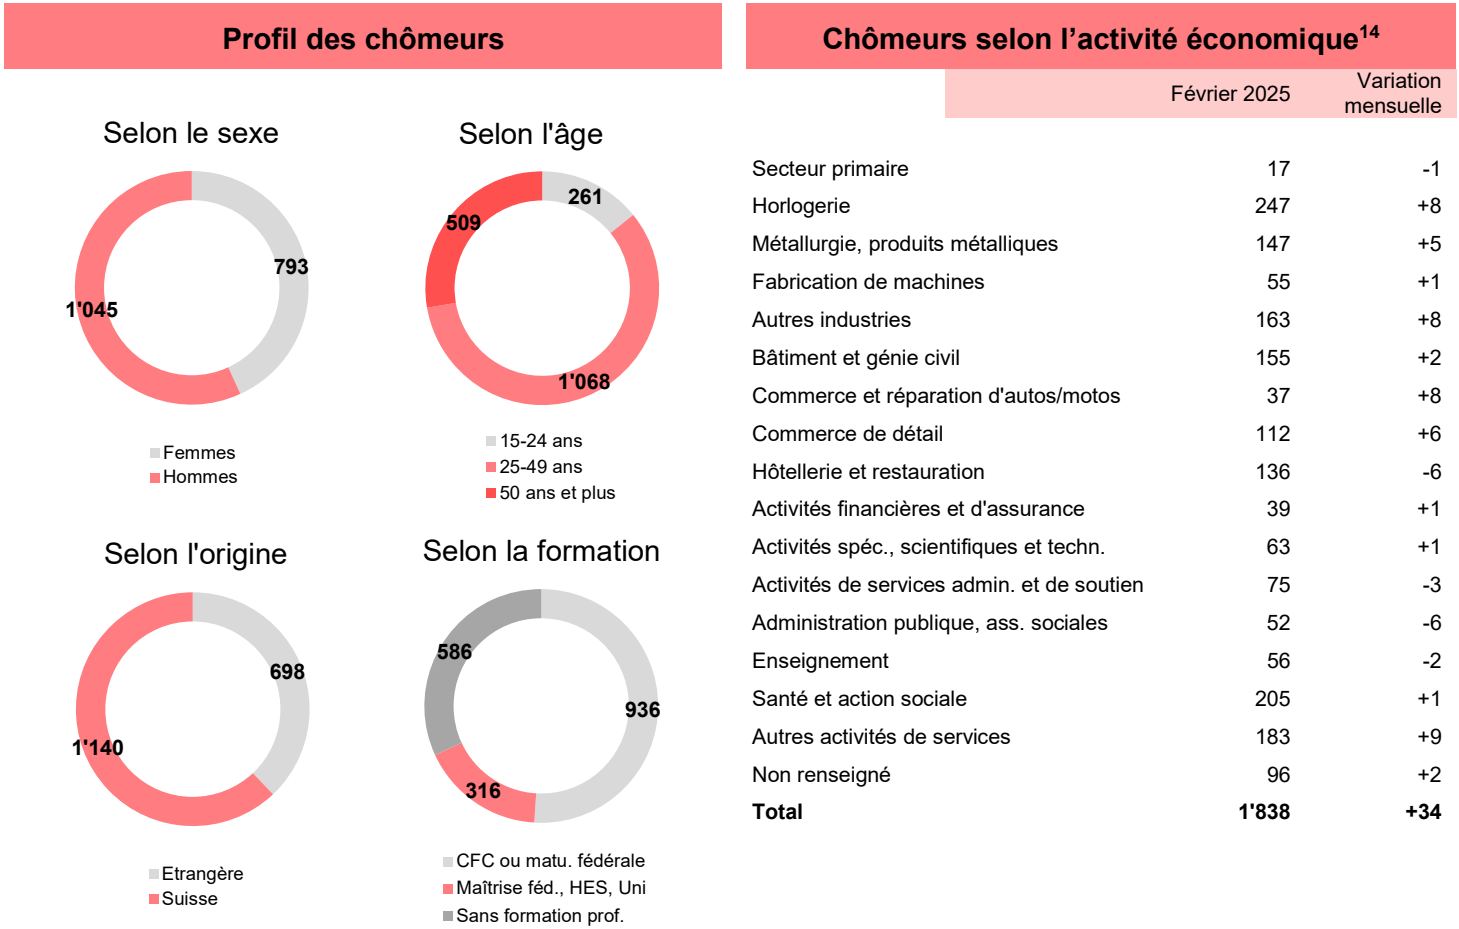 Profil des chômeurs
Selon le sexe
793
1'045
Femmes
Hommes
Selon l'âge
261
509
1'068
15-24 ans
25-49 ans
50 ans et plus
Selon l'origine
698
1'140
Etrangère
Suisse
Selon la formation
586
936
316
CFC ou matu. fédérale
Maîtrise féd., HES, Uni
Sans formation prof.
Chômeurs selon l’activité économique14
Février 2025 Variation mensuelle
Secteur primaire 17 -1
Horlogerie 247 +8
Métallurgie, produits métalliques 147 +5
Fabrication de machines 55 +1
Autres industries 163 +8
Bâtiment et génie civil 155 +2
Commerce et réparation d'autos/motos 37 +8
Commerce de détail 112 +6
Hôtellerie et restauration 136 -6
Activités financières et d'assurance 39 +1
Activités spéc., scientifiques et techn. 63 +1
Activités de services admin. et de soutien 75 -3
Administration publique, ass. sociales 52 -6
Enseignement 56 -2
Santé et action sociale 205 +1
Autres activités de services 183 +9
Non renseigné 96 +2
Total 1'838 +34